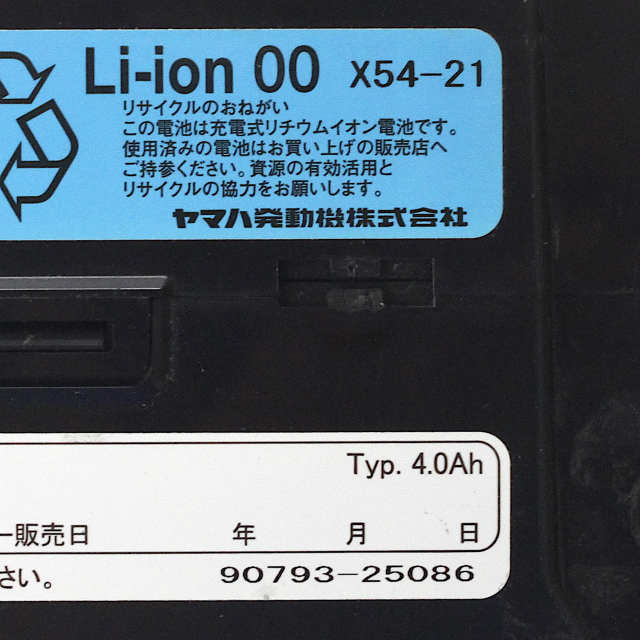 Li-ion 00 X54-21
リサイクルのおねがい
この電池は充電式リチウムイオン電池です。
使用済みの電池はお買い上げの販売店へ
ご持参ください。資源の有効活用と
リサイクルの協力をお願いします。
ヤマハ発動機株式会社
Typ. 4.0Ah
ー販売日 年 月 日
さい。 90793-25086